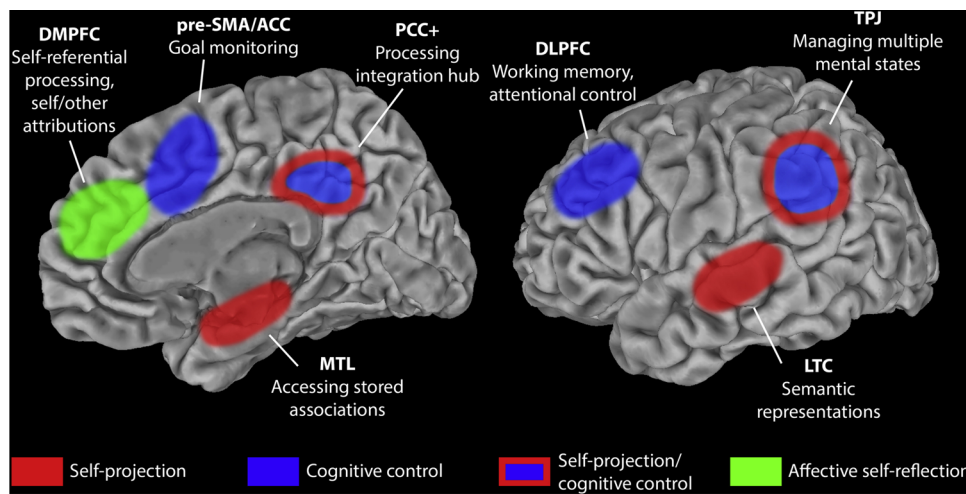 DMPFC
Self-referential
processing,
self/other
attributions
pre-SMA/ACC
Goal monitoring
PCC+
Processing
integration hub
MTL
Accessing stored
associations
DLPFC
Working memory,
attentional control
TPJ
Managing multiple
mental states
LTC
Semantic
representations
Self-projection
Cognitive control
Self-projection/
cognitive control
Affective self-reflection